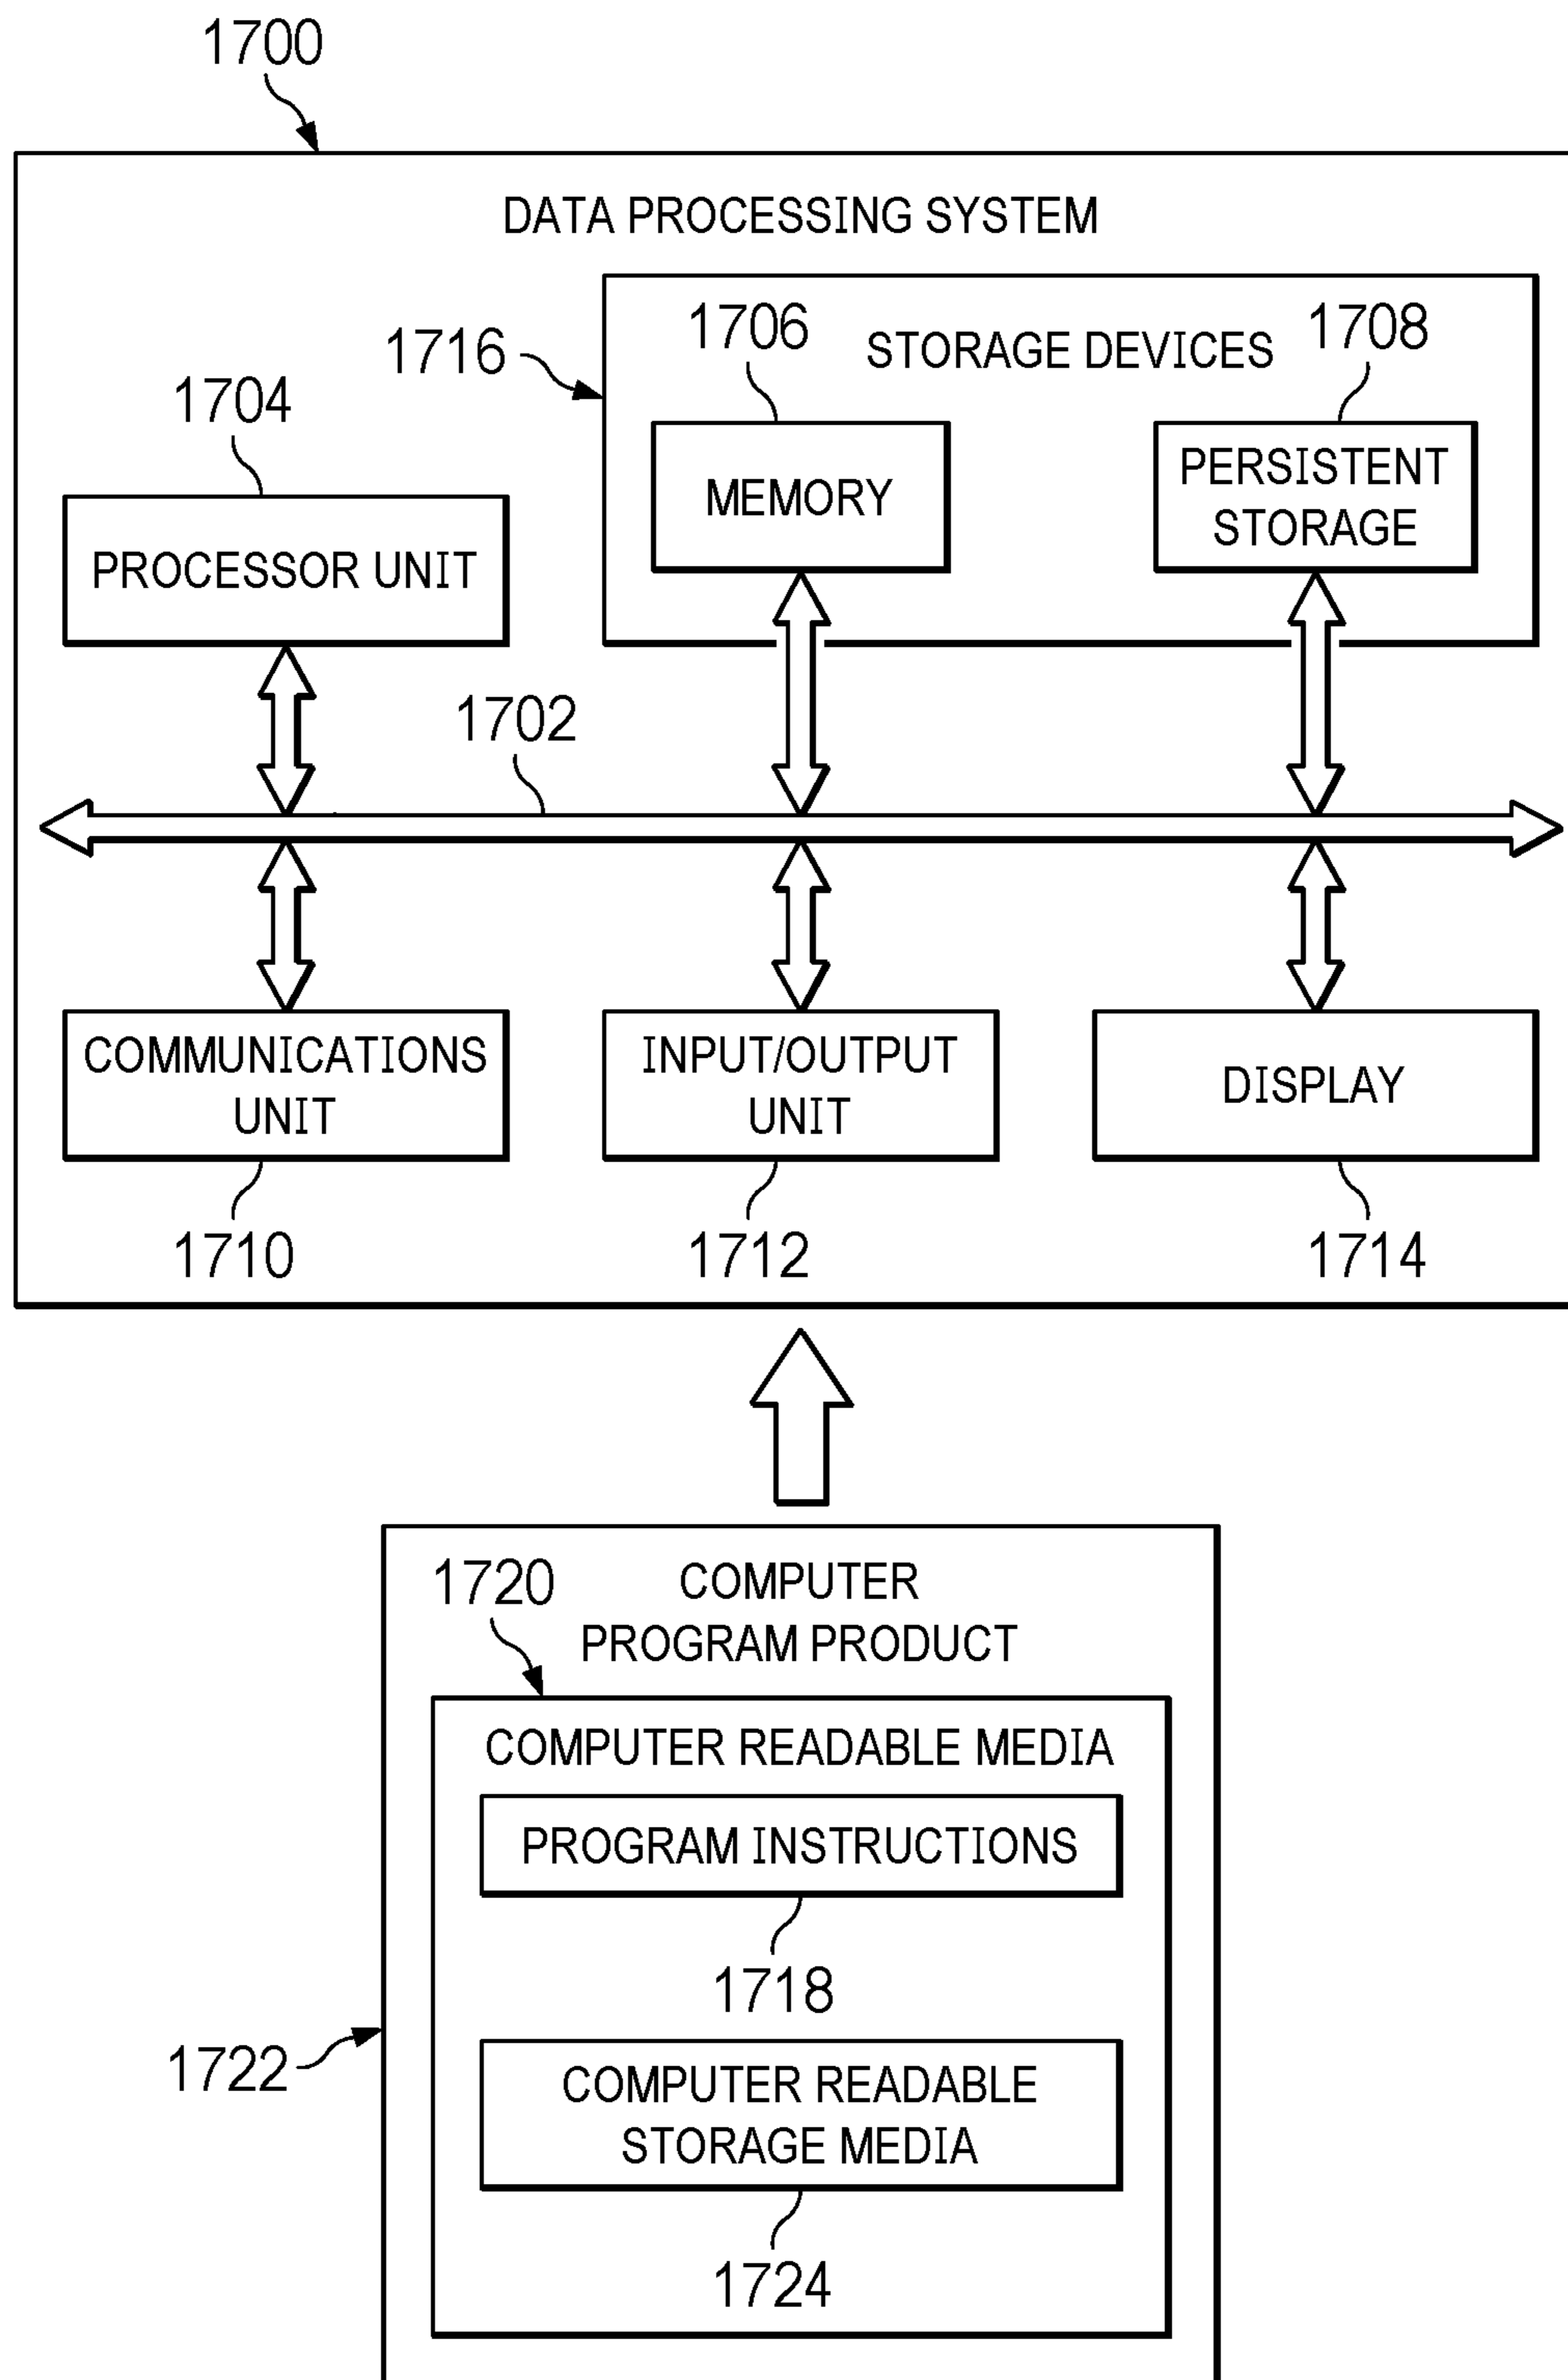 1700
DATA PROCESSING SYSTEM
1716
1706
STORAGE DEVICES
1708
1704
MEMORY
PERSISTENT
STORAGE
PROCESSOR UNIT
1702
COMMUNICATIONS
UNIT
INPUT/OUTPUT
UNIT
DISPLAY
1710
1712
1714
1720
COMPUTER
PROGRAM PRODUCT
COMPUTER READABLE MEDIA
PROGRAM INSTRUCTIONS
1718
1722
COMPUTER READABLE
STORAGE MEDIA
1724